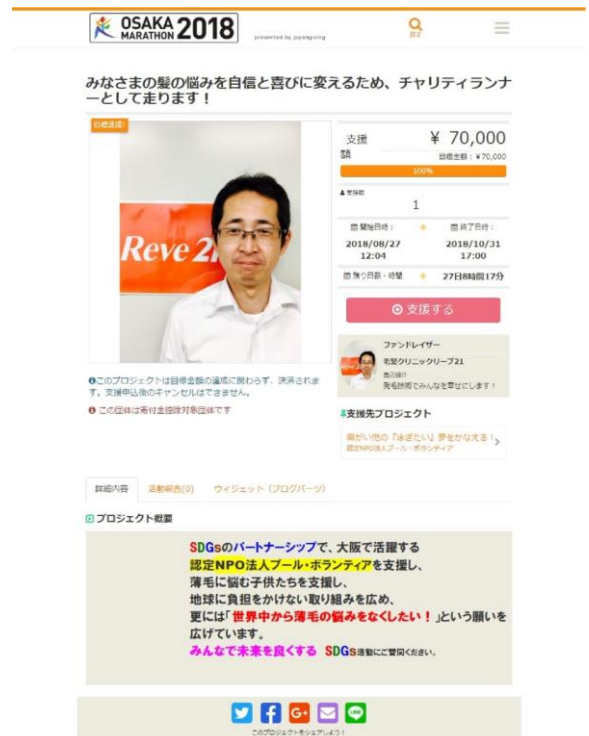 OSAKA
MARATHON 2018
presented by japangiving
探す
みなさまの髪の悩みを自信と喜びに変えるため、チャリティランナ
ーとして走ります！
目標達成!
Reve 2
支援
額
¥ 70,000
目標金額：￥70,000
100%
支援数
1
開始日時：
終了日時：
2018/08/27
12:04
2018/10/31
17:00
残り日数・時間
27日8時間17分
支援する
ファンドレイザー
毛髪クリニックリーブ21
発毛技術でみんなを幸せにします！
このプロジェクトは目標金額の達成に関わらず、決済されま
す。支援申込後のキャンセルはできません。
この団体は寄付金控除対象団体です
支援先プロジェクト
障がい児の『泳ぎたい』夢をかなえる！
認定NPO法人プール・ボランティア
詳細内容
活動報告(0)
ウィジェット（ブログパーツ）
プロジェクト概要
SDGsのパートナーシップで、大阪で活躍する
認定NPO法人プール・ボランティアを支援し、
薄毛に悩む子供たちを支援し、
地球に負担をかけない取り組みを広め、
更には「世界中から薄毛の悩みをなくしたい！」という願いを
広げています。
みんなで未来を良くする SDGs活動にご賛同ください。
G+
LINE
このプロジェクトをシェアしよう！